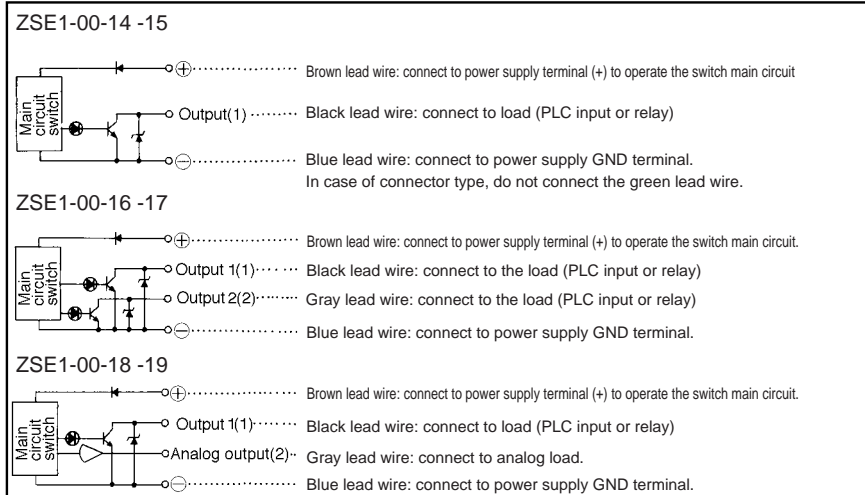 ZSE1-00-14 -15
Main circuit switch
⊕ Brown lead wire: connect to power supply terminal (+) to operate the switch main circuit
Output(1) Black lead wire: connect to load (PLC input or relay)
⊖ Blue lead wire: connect to power supply GND terminal.
In case of connector type, do not connect the green lead wire.
ZSE1-00-16 -17
Main circuit switch
⊕ Brown lead wire: connect to power supply terminal (+) to operate the switch main circuit.
Output 1(1) Black lead wire: connect to the load (PLC input or relay)
Output 2(2) Gray lead wire: connect to the load (PLC input or relay)
⊖ Blue lead wire: connect to power supply GND terminal.
ZSE1-00-18 -19
Main circuit switch
⊕ Brown lead wire: connect to power supply terminal (+) to operate the switch main circuit.
Output 1(1) Black lead wire: connect to load (PLC input or relay)
Analog output(2) Gray lead wire: connect to analog load.
⊖ Blue lead wire: connect to power supply GND terminal.